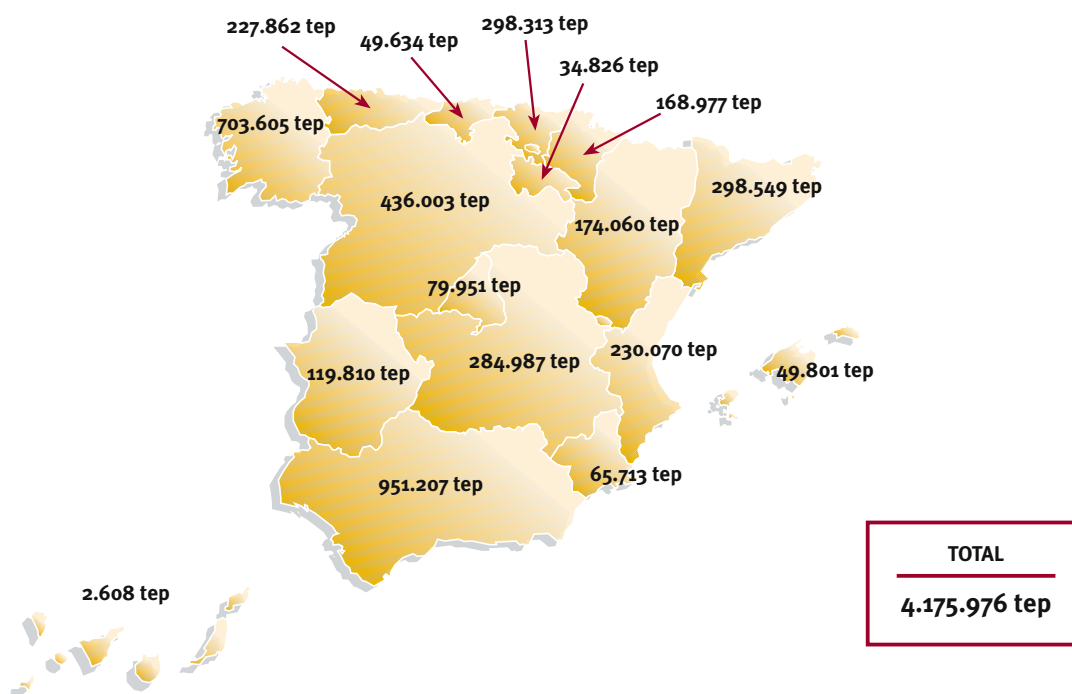 298.313 tep
227.862 tep
49.634 tep
34.826 tep
168.977 tep
703.605 tep
298.549 tep
436.003 tep
174.060 tep
79.951 tep
230.070 tep
284.987 tep
119.810 tep
49.801 tep
65.713 tep
951.207 tep
TOTAL
2.608 tep
4.175.976 tep